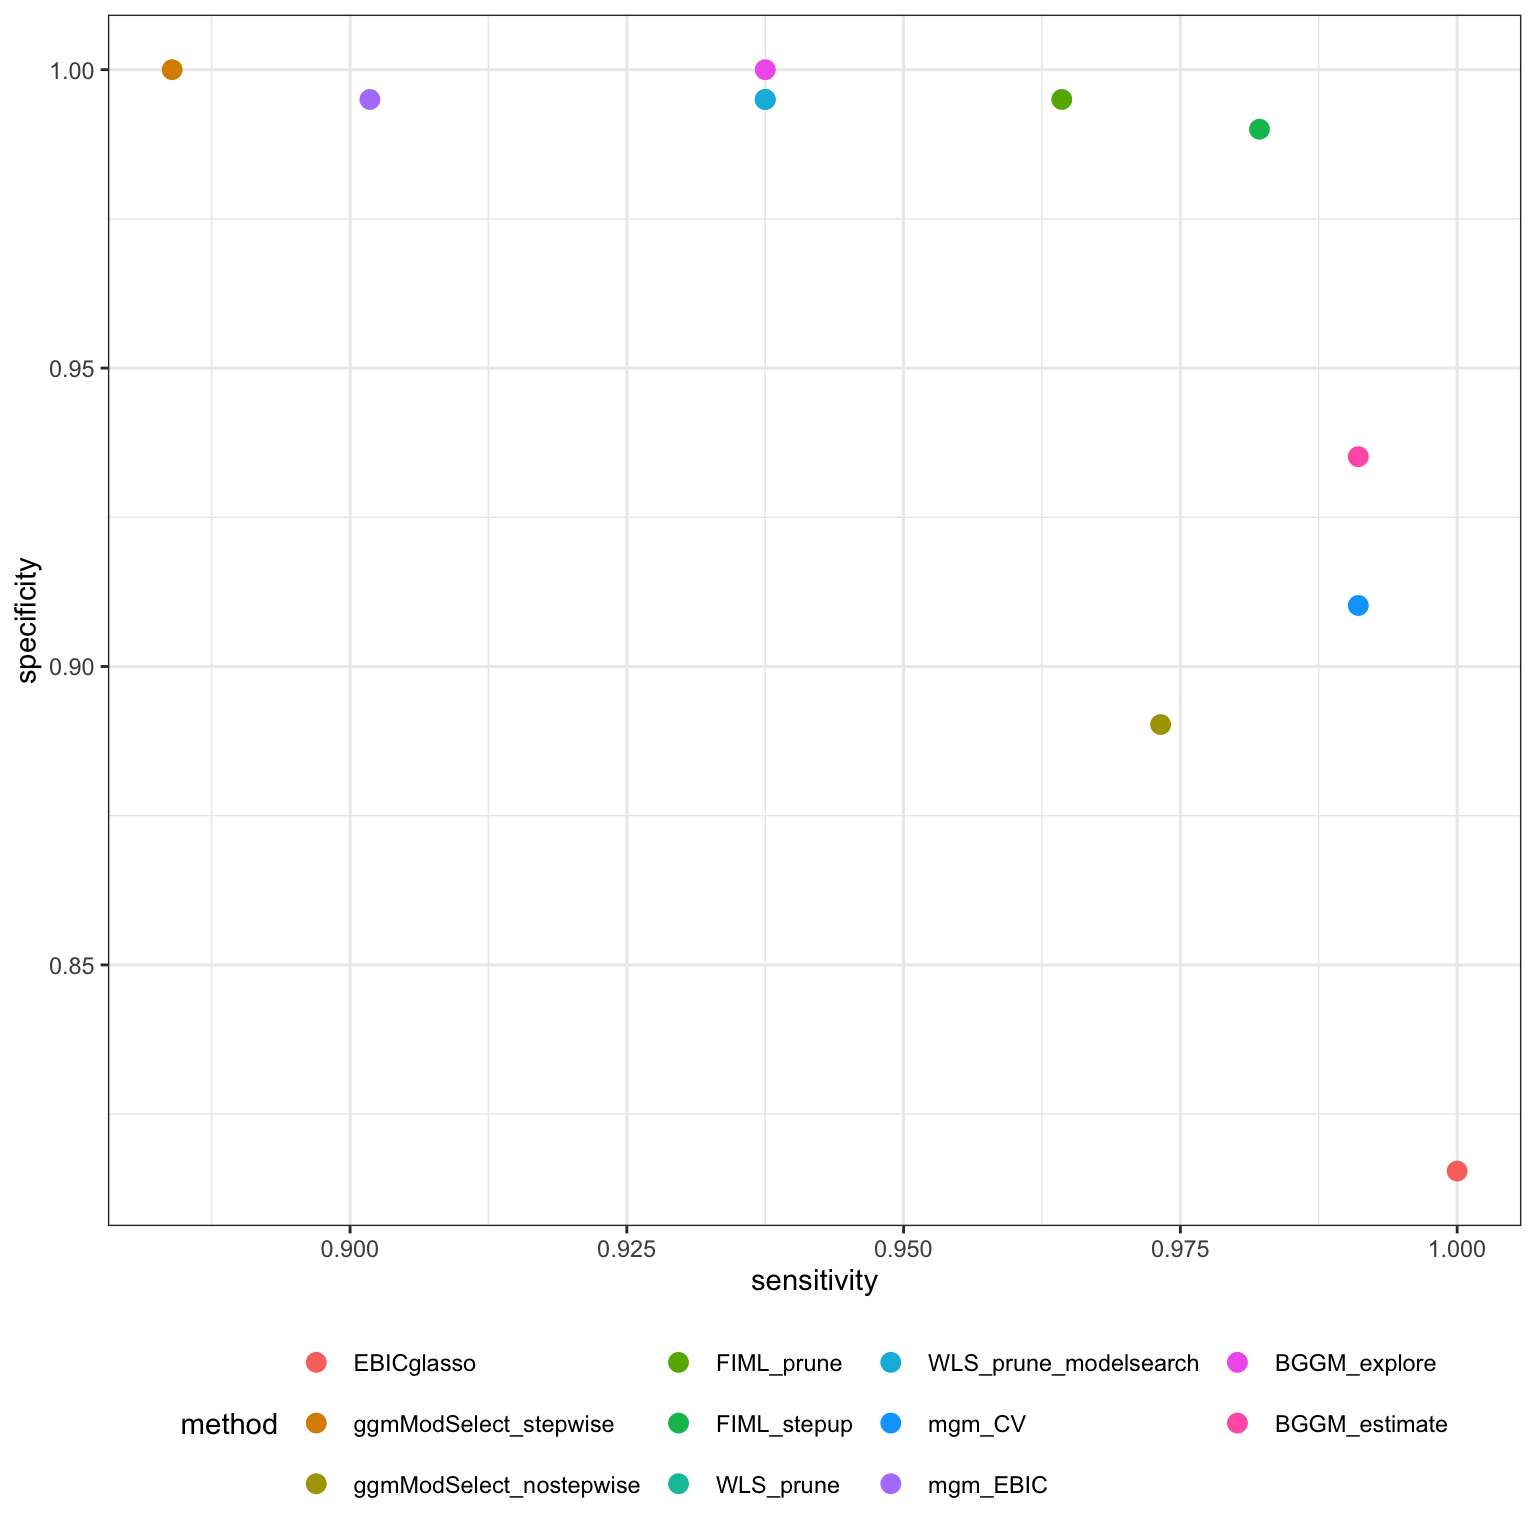 1.00
0.95
0.90
0.85
specificity
0.900 0.925 0.950 0.975 1.000
sensitivity
method
EBICglasso FIML_prune WLS_prune_modelsearch BGGM_explore
ggmModSelect_stepwise FIML_stepup mgm_CV BGGM_estimate
ggmModSelect_nostepwise WLS_prune mgm_EBIC